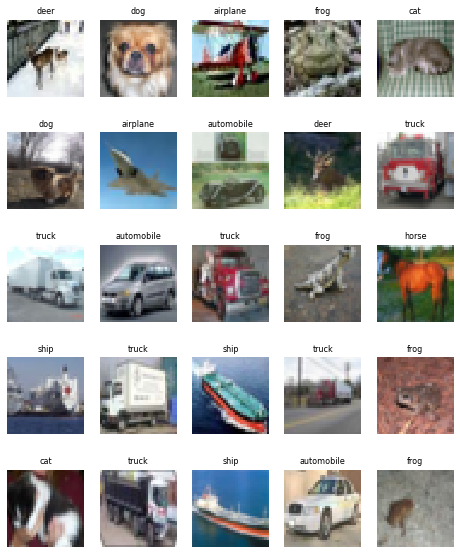 deer dog airplane frog cat
dog airplane automobile deer truck
truck automobile truck frog horse
ship truck ship truck frog
cat truck ship automobile frog